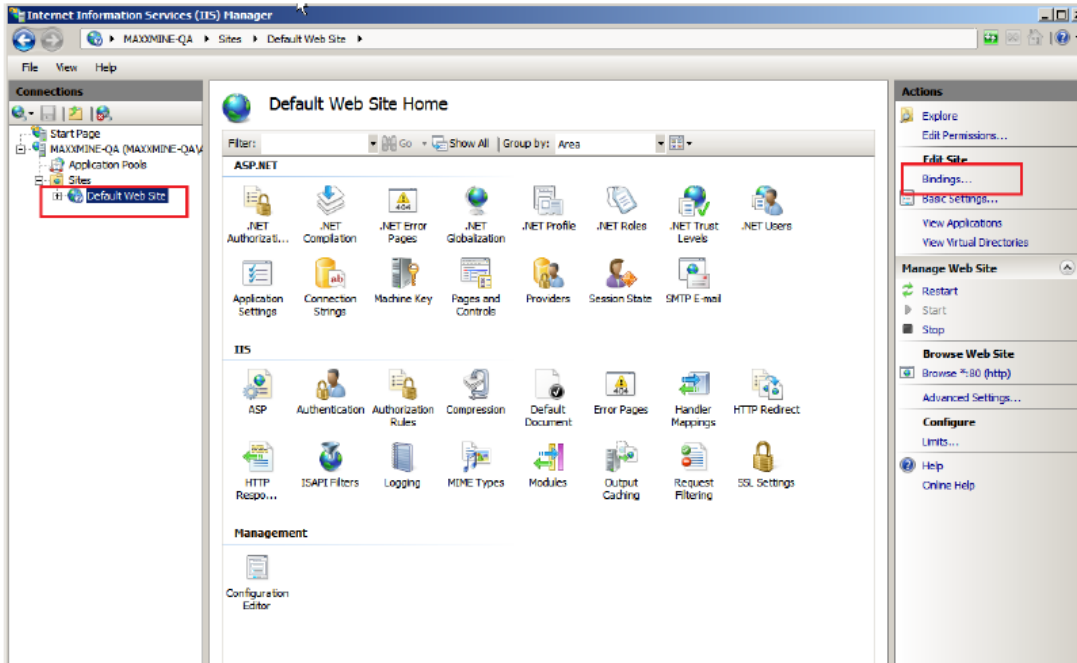 Internet Information Services (IIS) Manager
MAXXMINE-QA Sites Default Web Site
File View Help
Connections
Start Page
MAXXMINE-QA (MAXXMINE-QA\A
Application Pools
Sites
Default Web Site
Default Web Site Home
Filter: Go Show All Group by: Area
ASP.NET
.NET Authorizati...
.NET Compilation
.NET Error Pages
404
.NET Globalization
.NET Profile
.NET Roles
.NET Trust Levels
.NET Users
Application Settings
ab
Connection Strings
Machine Key
Pages and Controls
Providers
Session State
SMTP E-mail
IIS
ASP
Authentication
Authorization Rules
Compression
Default Document
Error Pages
404
Handler Mappings
HTTP Redirect
HTTP Respo...
ISAPI Filters
Logging
MIME Types
Modules
Output Caching
Request Filtering
SSL Settings
Management
Configuration Editor
Actions
Explore
Edit Permissions...
Edit Site
Bindings...
Basic Settings...
View Applications
View Virtual Directories
Manage Web Site
Restart
Start
Stop
Browse Web Site
Browse *:80 (http)
Advanced Settings...
Configure
Limits...
Help
Online Help